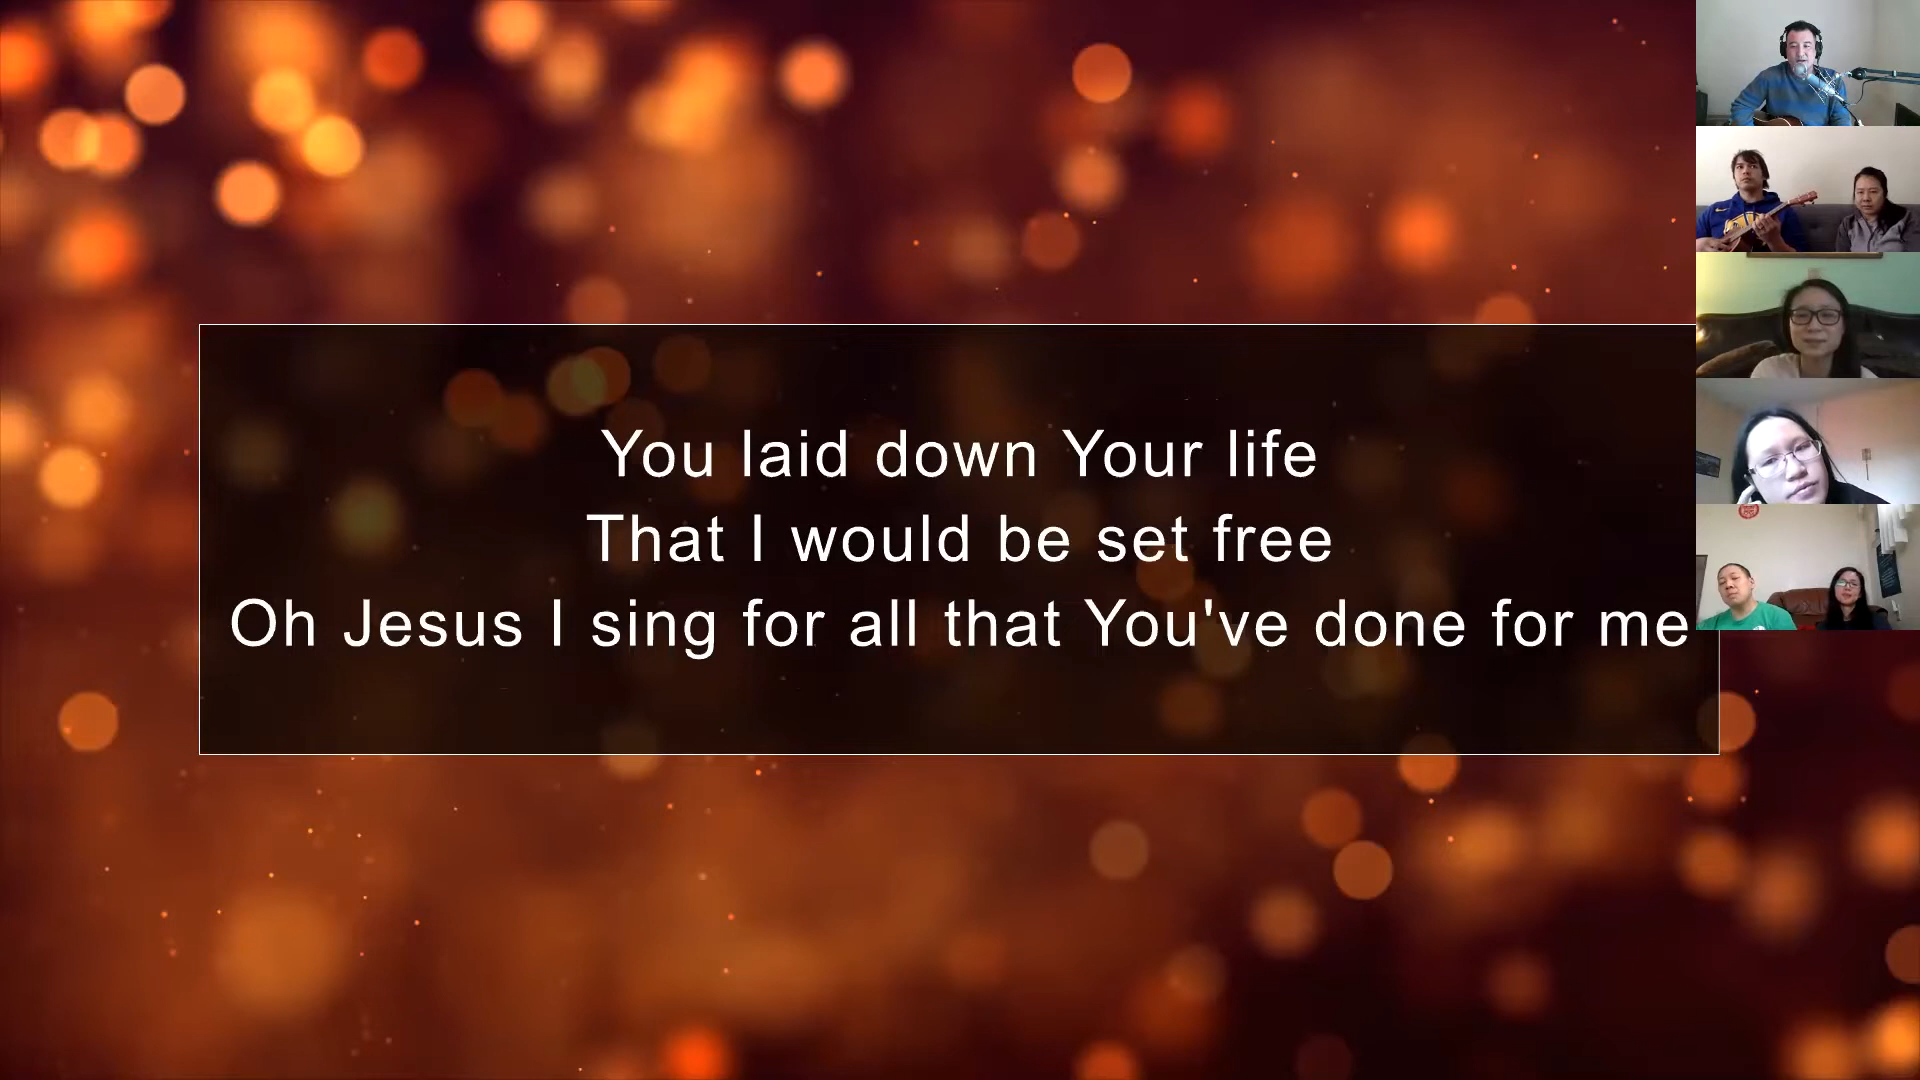 You laid down Your life
That I would be set free
Oh Jesus I sing for all that You've done for me